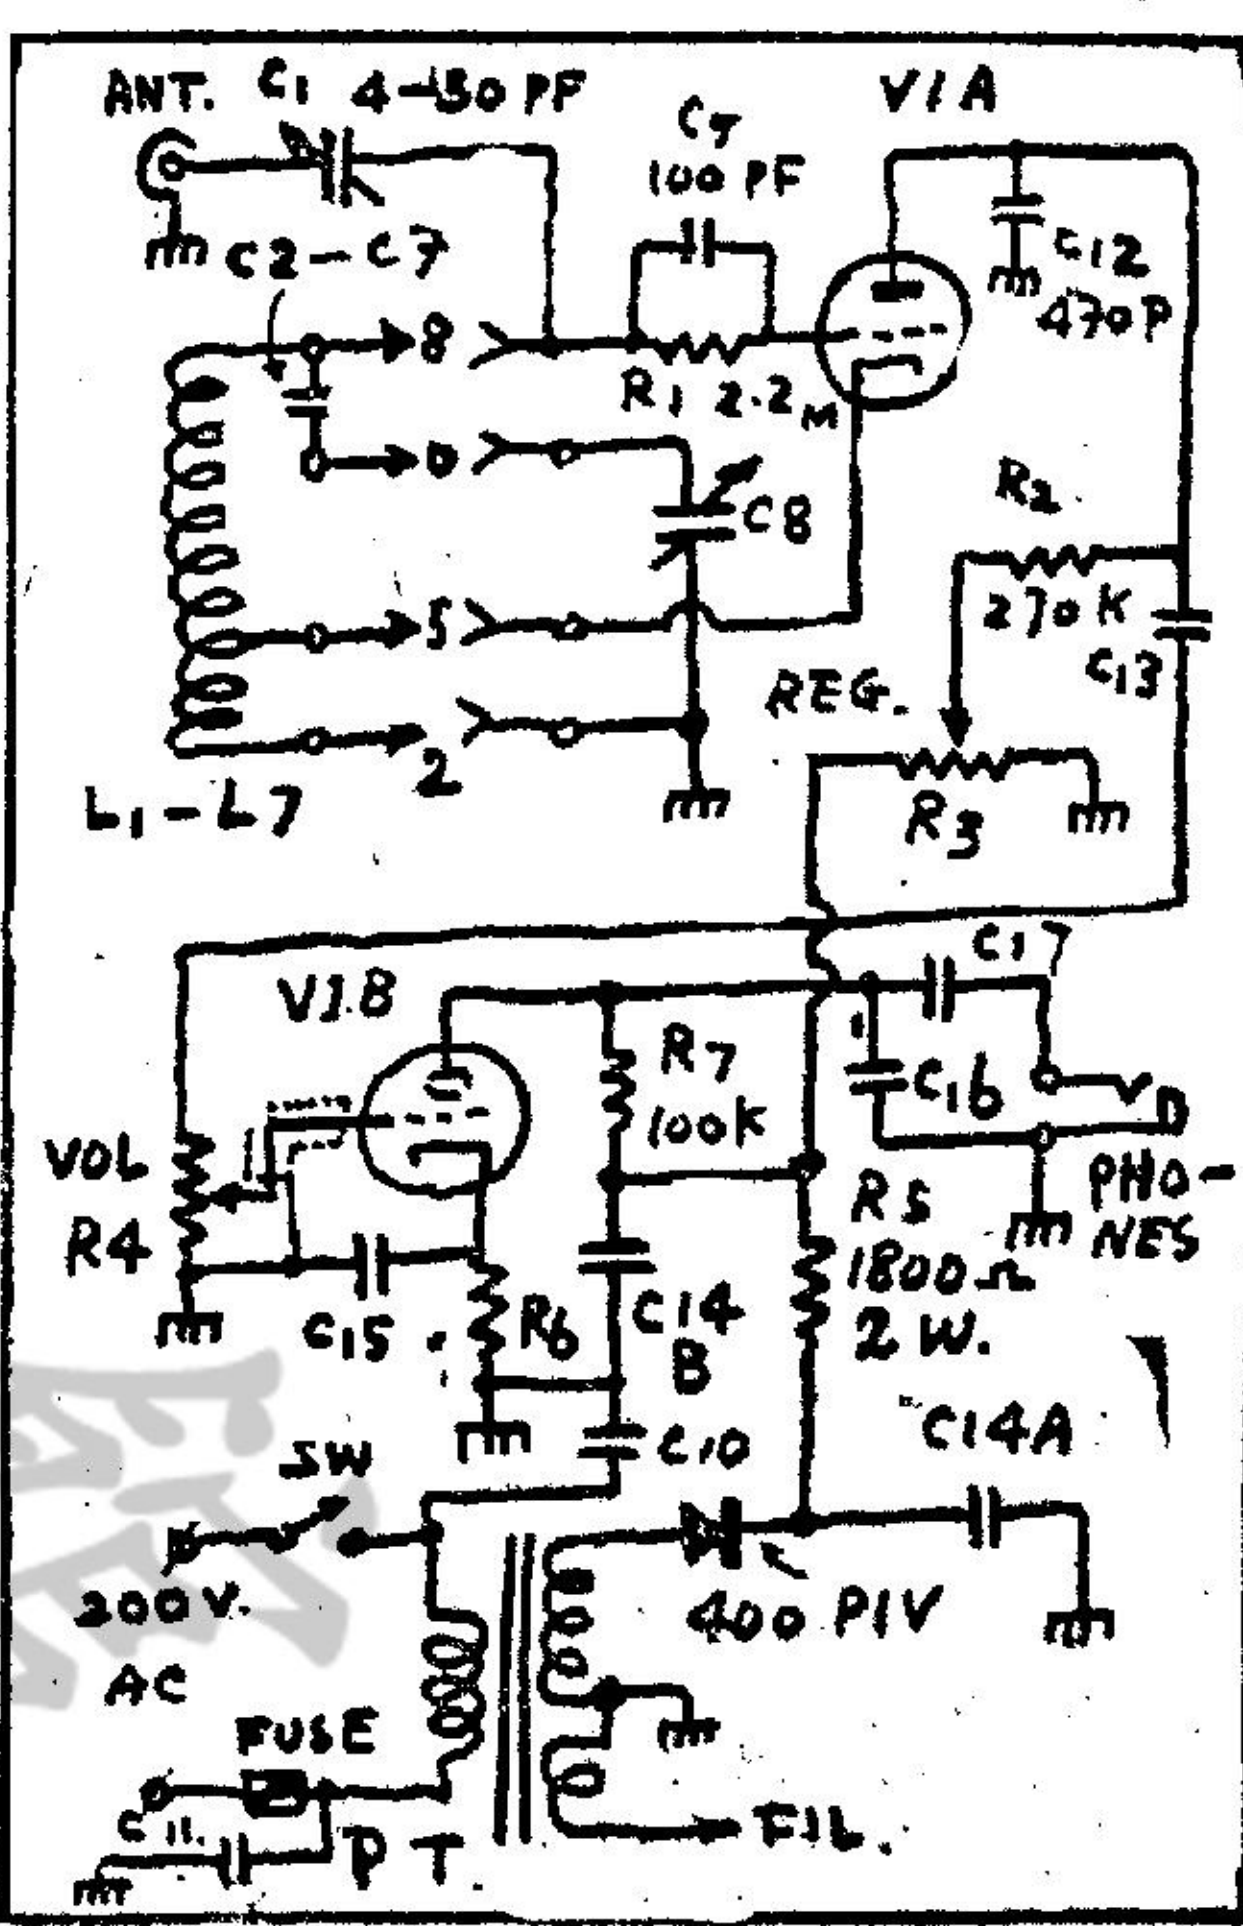 ANT. C1 4-50 PF
V1A
C9
100 PF
C2-C7
C12
470P
8
R1 2.2M
R2
C8
270K
5
C13
REG.
2
L1-L7
R3
C17
V1B
R7
100K
C16
VOL
R4
R5
1800Ω
2 W.
PHO-
NES
C15
R6
C14
B
C14A
SW
C10
200V.
AC
400 PIV
FUSE
C11.
PT
FIL.